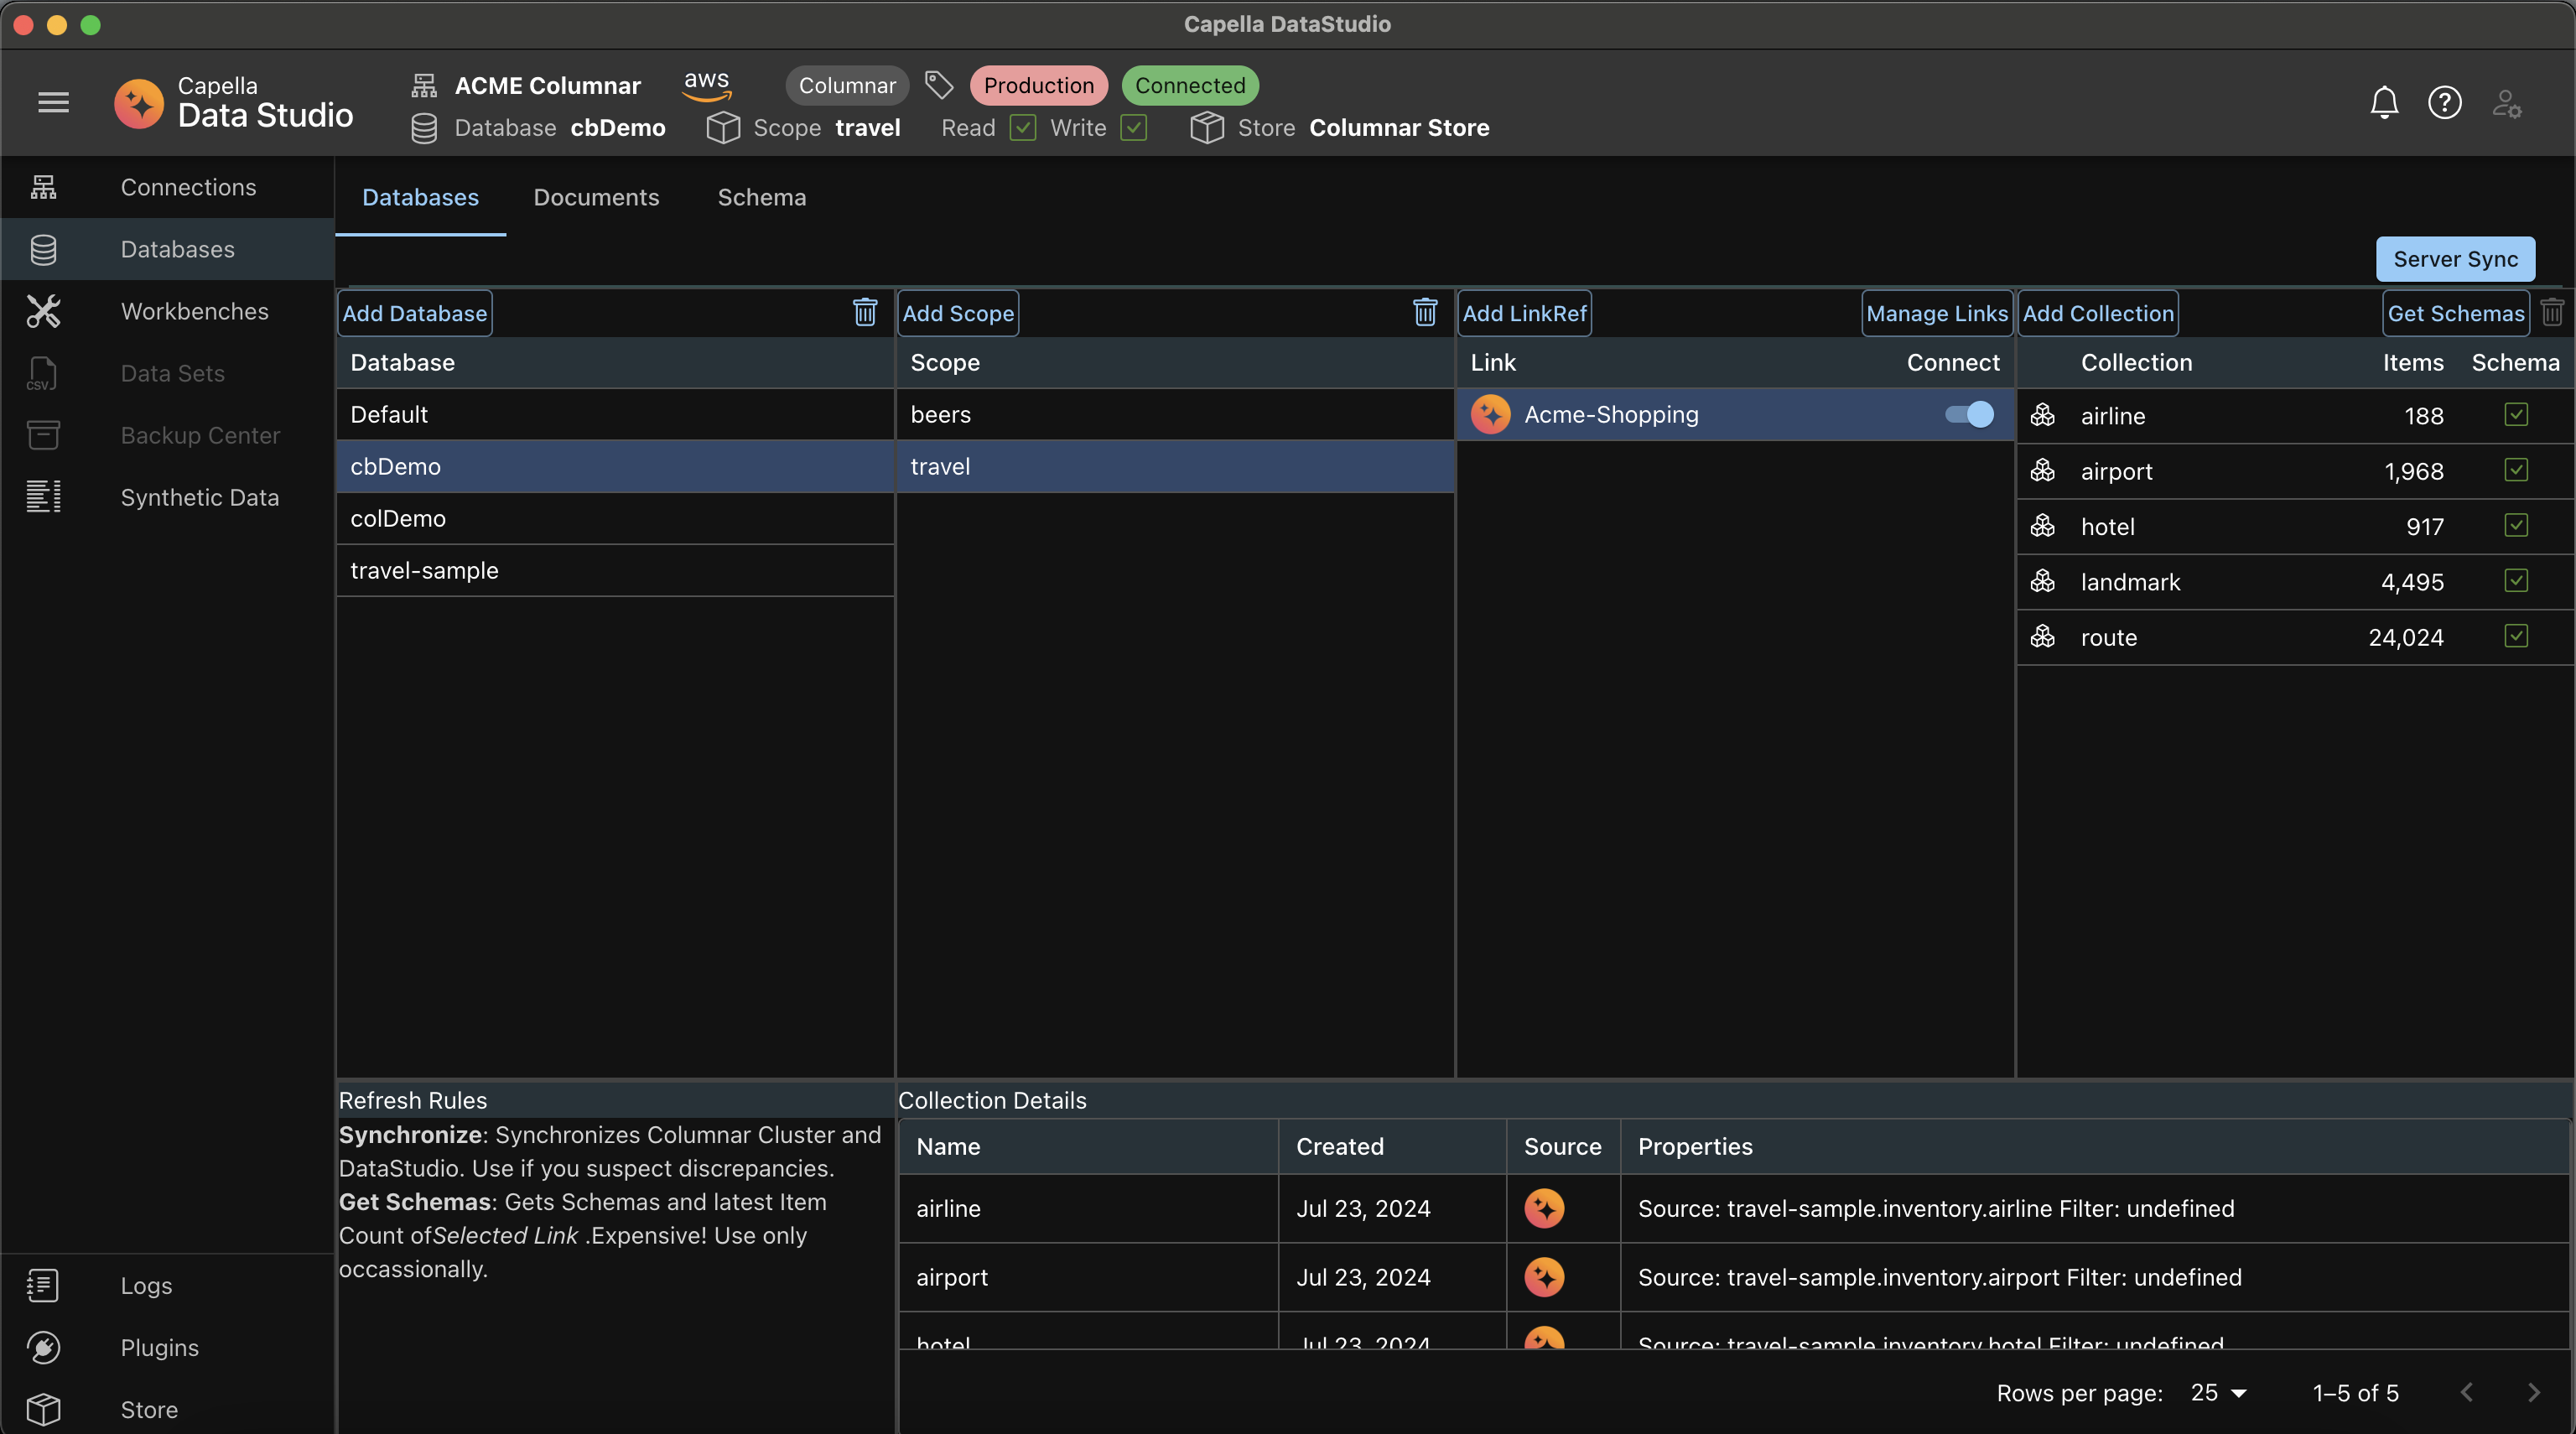 Capella DataStudio
Capella
Data Studio
ACME Columnar aws Columnar Production Connected
Database cbDemo Scope travel Read Write Store Columnar Store
Connections
Databases
Workbenches
CSV Data Sets
Backup Center
Synthetic Data
Logs
Plugins
Store
Databases Documents Schema
Server Sync
Add Database
Database
Default
cbDemo
colDemo
travel-sample
Add Scope
Scope
beers
travel
Add LinkRef Manage Links
Link Connect
Acme-Shopping
Add Collection Get Schemas
Collection Items Schema
airline 188
airport 1,968
hotel 917
landmark 4,495
route 24,024
Refresh Rules
Synchronize: Synchronizes Columnar Cluster and
DataStudio. Use if you suspect discrepancies.
Get Schemas: Gets Schemas and latest Item
Count ofSelected Link .Expensive! Use only
occassionally.
Collection Details
Name Created Source Properties
airline Jul 23, 2024 Source: travel-sample.inventory.airline Filter: undefined
airport Jul 23, 2024 Source: travel-sample.inventory.airport Filter: undefined
hotel Jul 23, 2024 Source: travel-sample.inventory.hotel Filter: undefined
Rows per page: 25 1–5 of 5